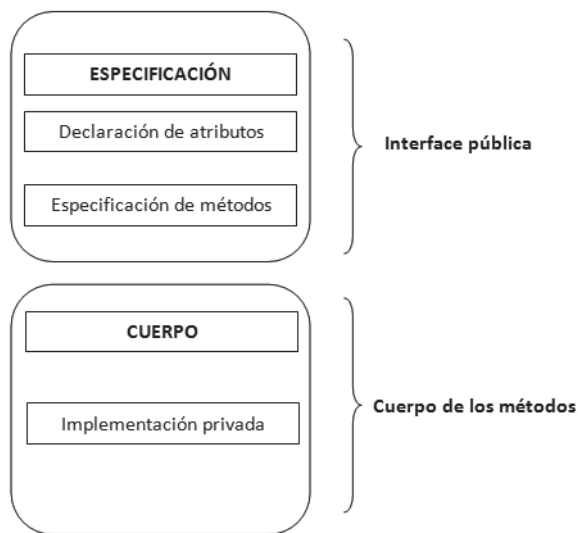 ESPECIFICACIÓN
Declaración de atributos
Especificación de métodos
Interface pública
CUERPO
Implementación privada
Cuerpo de los métodos